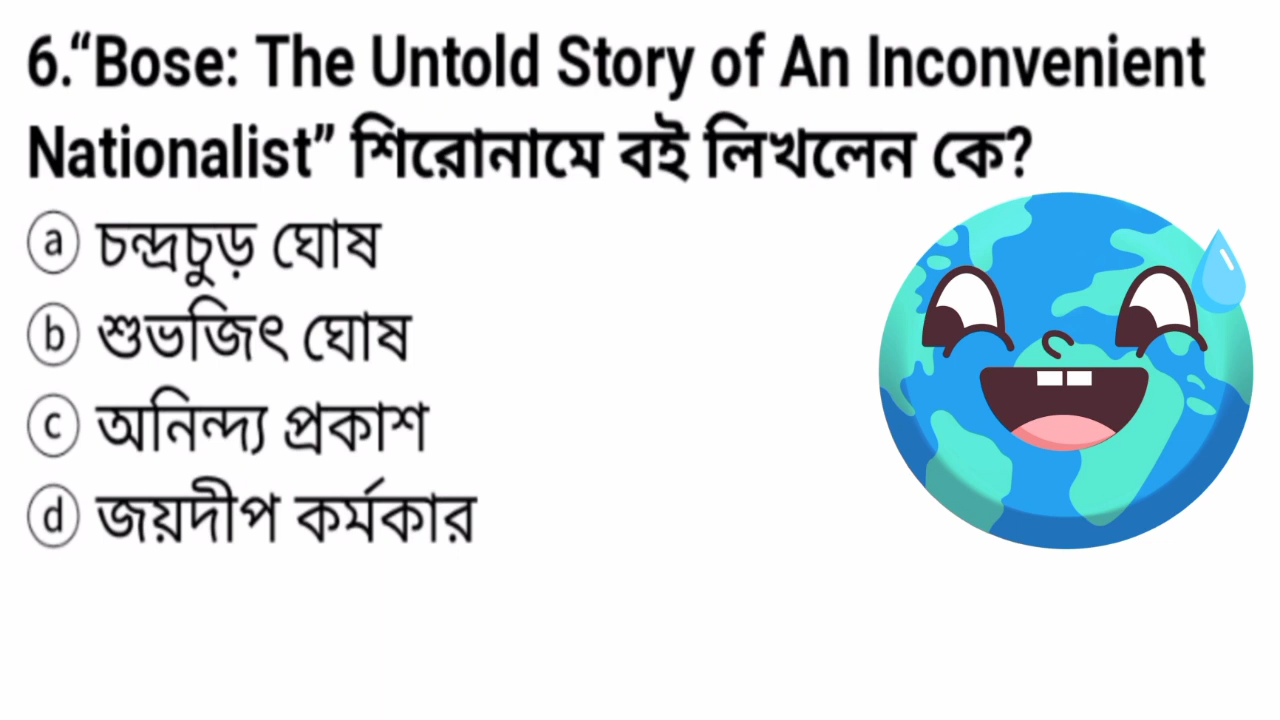 6.“Bose: The Untold Story of An Inconvenient
Nationalist” শিরোনামে বই লিখলেন কে?
ⓐ চন্দ্রচুড় ঘোষ
ⓑ শুভজিৎ ঘোষ
ⓒ অনিন্দ্য প্রকাশ
ⓓ জয়দীপ কর্মকার